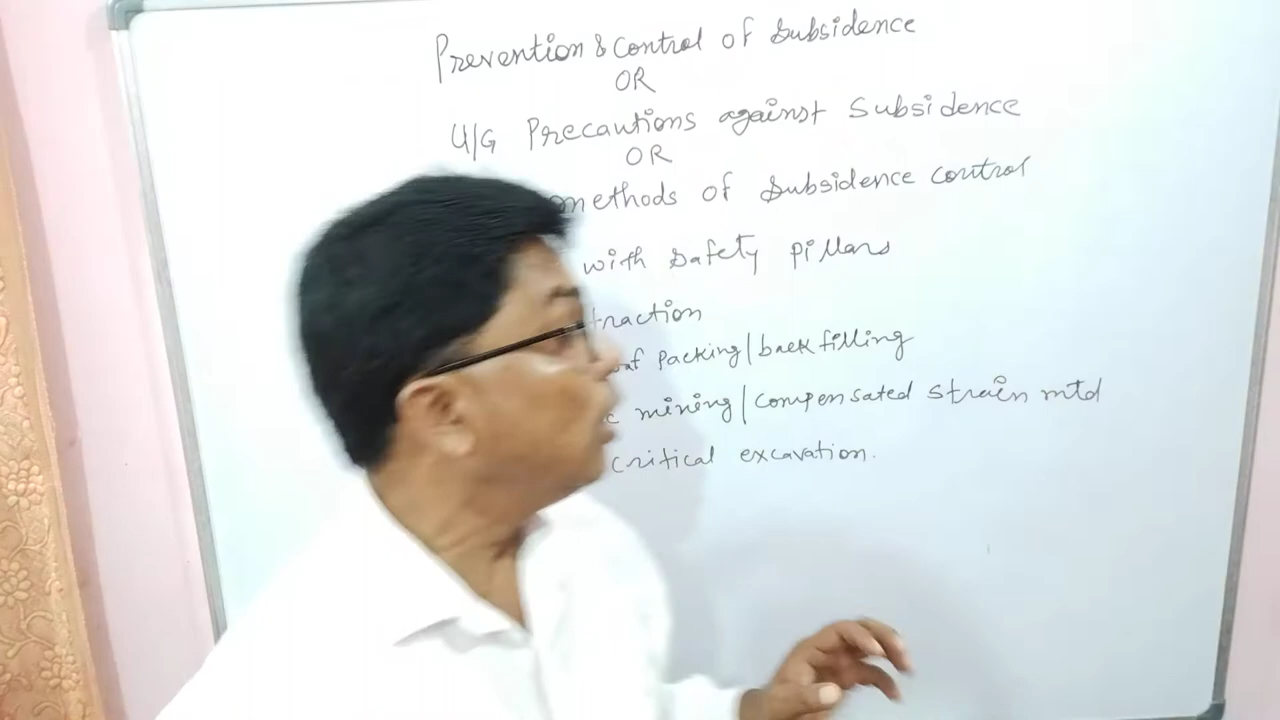 Prevention & Control of Subsidence
OR
U/G Precautions against Subsidence
OR
methods of Subsidence control
with Safety pillars
traction
packing/back filling
mining/compensated strain mtd
critical excavation.